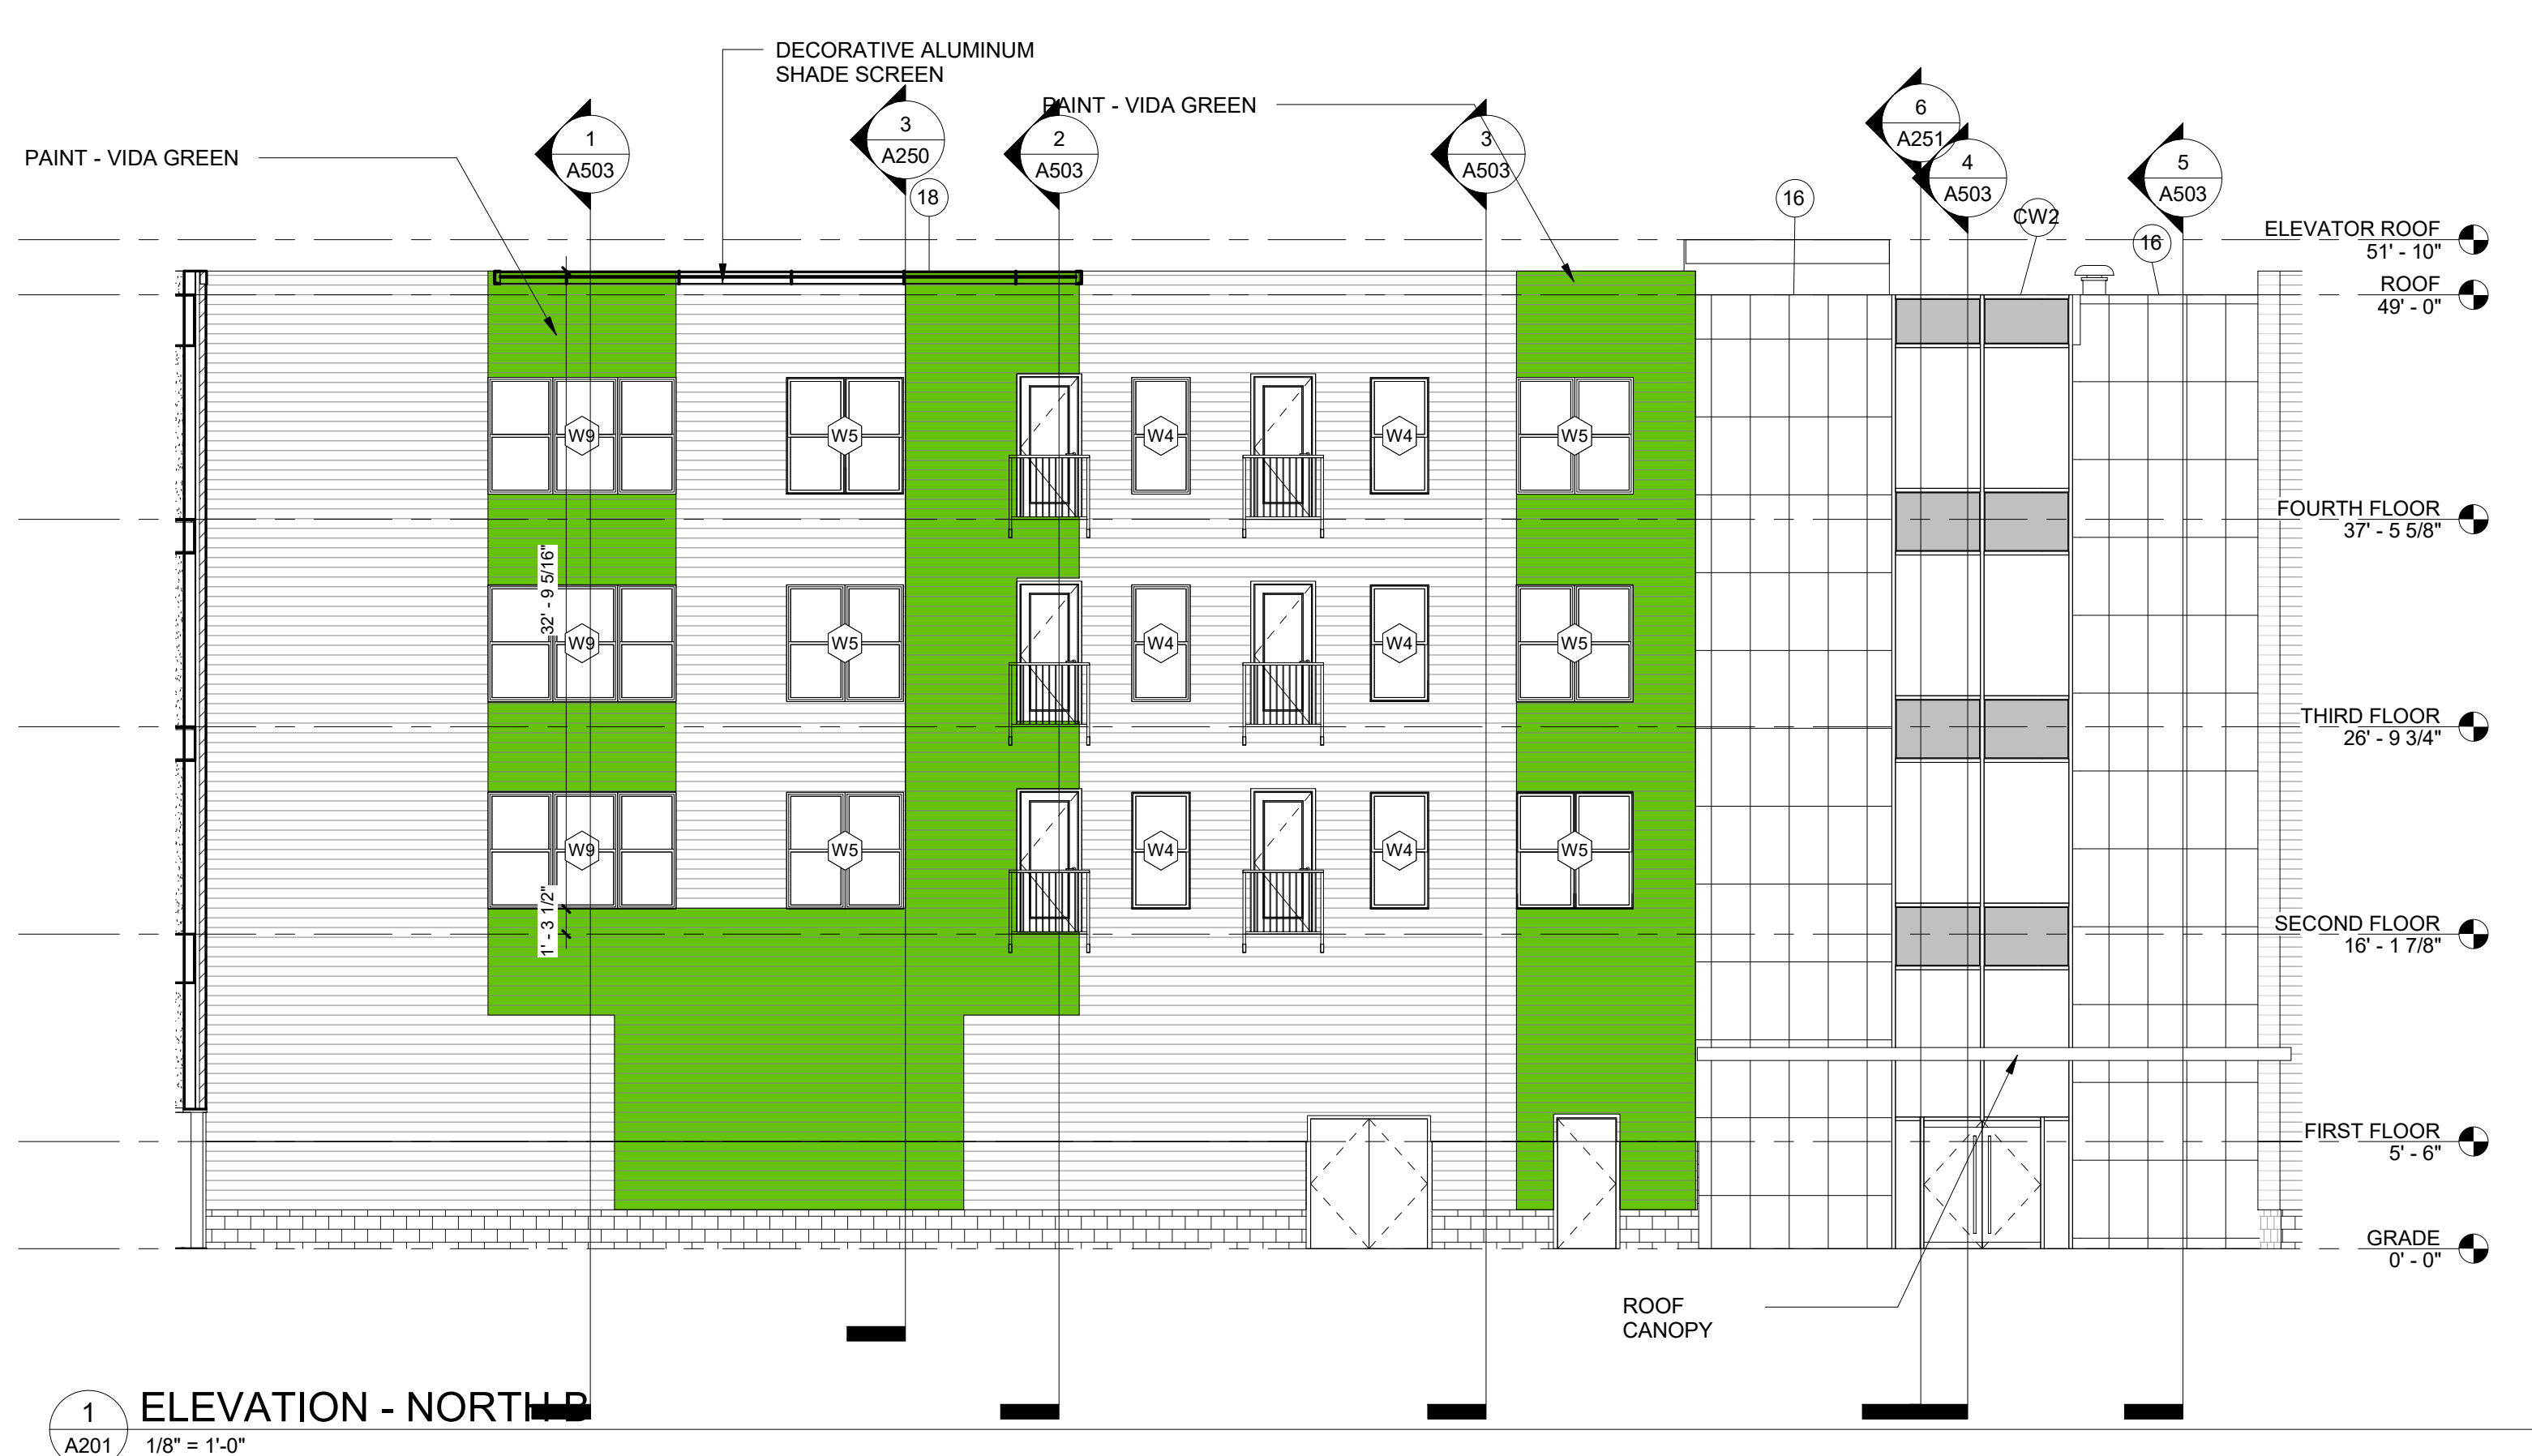 DECORATIVE ALUMINUM
SHADE SCREEN
PAINT - VIDA GREEN
PAINT - VIDA GREEN
1
A503
3
A250
2
A503
3
A503
6
A251
4
A503
5
A503
18
16
CW2
16
ELEVATOR ROOF
51' - 10"
ROOF
49' - 0"
W9
W5
W4
W4
W5
FOURTH FLOOR
37' - 5 5/8"
32' - 9 5/16"
W9
W5
W4
W4
W5
THIRD FLOOR
26' - 9 3/4"
W9
W5
W4
W4
W5
1' - 3 1/2"
SECOND FLOOR
16' - 1 7/8"
FIRST FLOOR
5' - 6"
GRADE
0' - 0"
ROOF
CANOPY
1
A201
ELEVATION - NORTH B
1/8" = 1'-0"